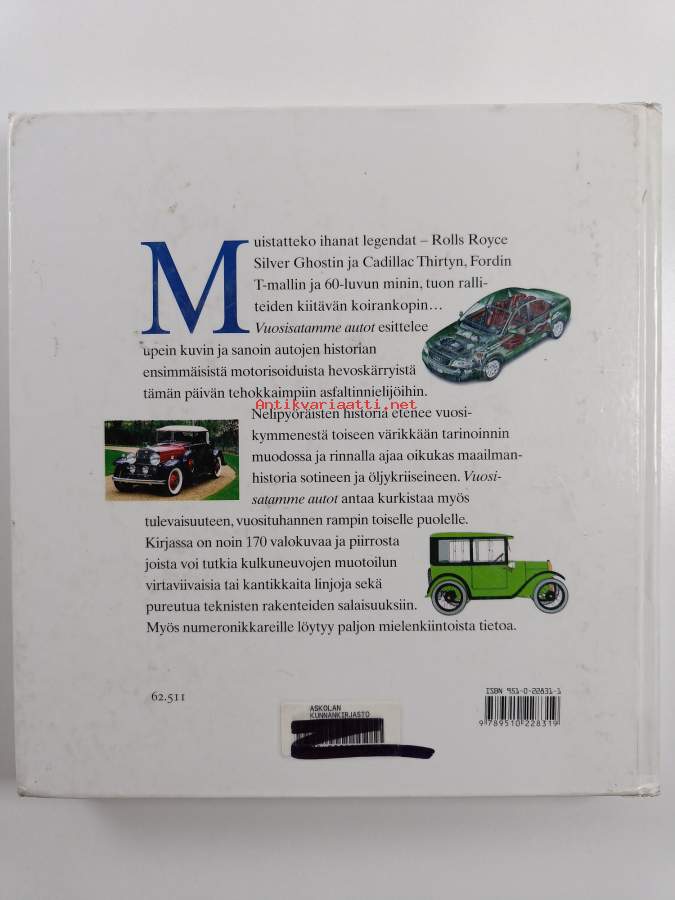 Muistatteko ihanat legendat – Rolls Royce
Silver Ghostin ja Cadillac Thirtyn, Fordin
T-mallin ja 60-luvun minin, tuon ralli-
teiden kiitävän koirankopin…
Vuosisatamme autot esittelee
upein kuvin ja sanoin autojen historian
ensimmäisistä motorisoiduista hevoskärryistä
tämän päivän tehokkaimpiin asfaltinnielijöihin.
Antikvariaatti.net
Nelipyöräisten historia etenee vuosi-
kymmenestä toiseen värikkään tarinoinnin
muodossa ja rinnalla ajaa oikukas maailman-
historia sotineen ja öljykriiseineen. Vuosi-
satamme autot antaa kurkistaa myös
tulevaisuuteen, vuosituhannen rampin toiselle puolelle.
Kirjassa on noin 170 valokuvaa ja piirrosta
joista voi tutkia kulkuneuvojen muotoilun
virtaviivaisia tai kantikkaita linjoja sekä
pureutua teknisten rakenteiden salaisuuksiin.
Myös numeronikkareille löytyy paljon mielenkiintoista tietoa.
62.511
ASKOLAN
KUNNANKIRJASTO
ISBN 951-0-22831-1
9 789510 228319